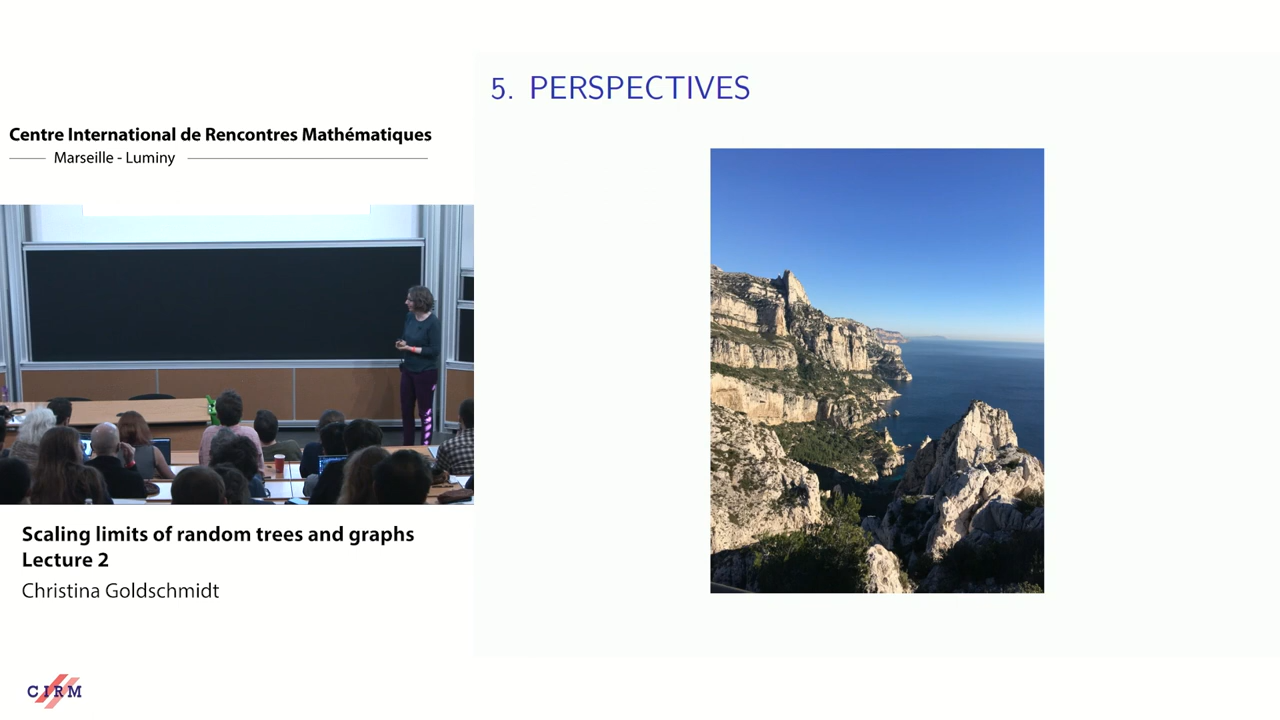 5. PERSPECTIVES
Centre International de Rencontres Mathématiques
Marseille - Luminy
Scaling limits of random trees and graphs
Lecture 2
Christina Goldschmidt
CIRM